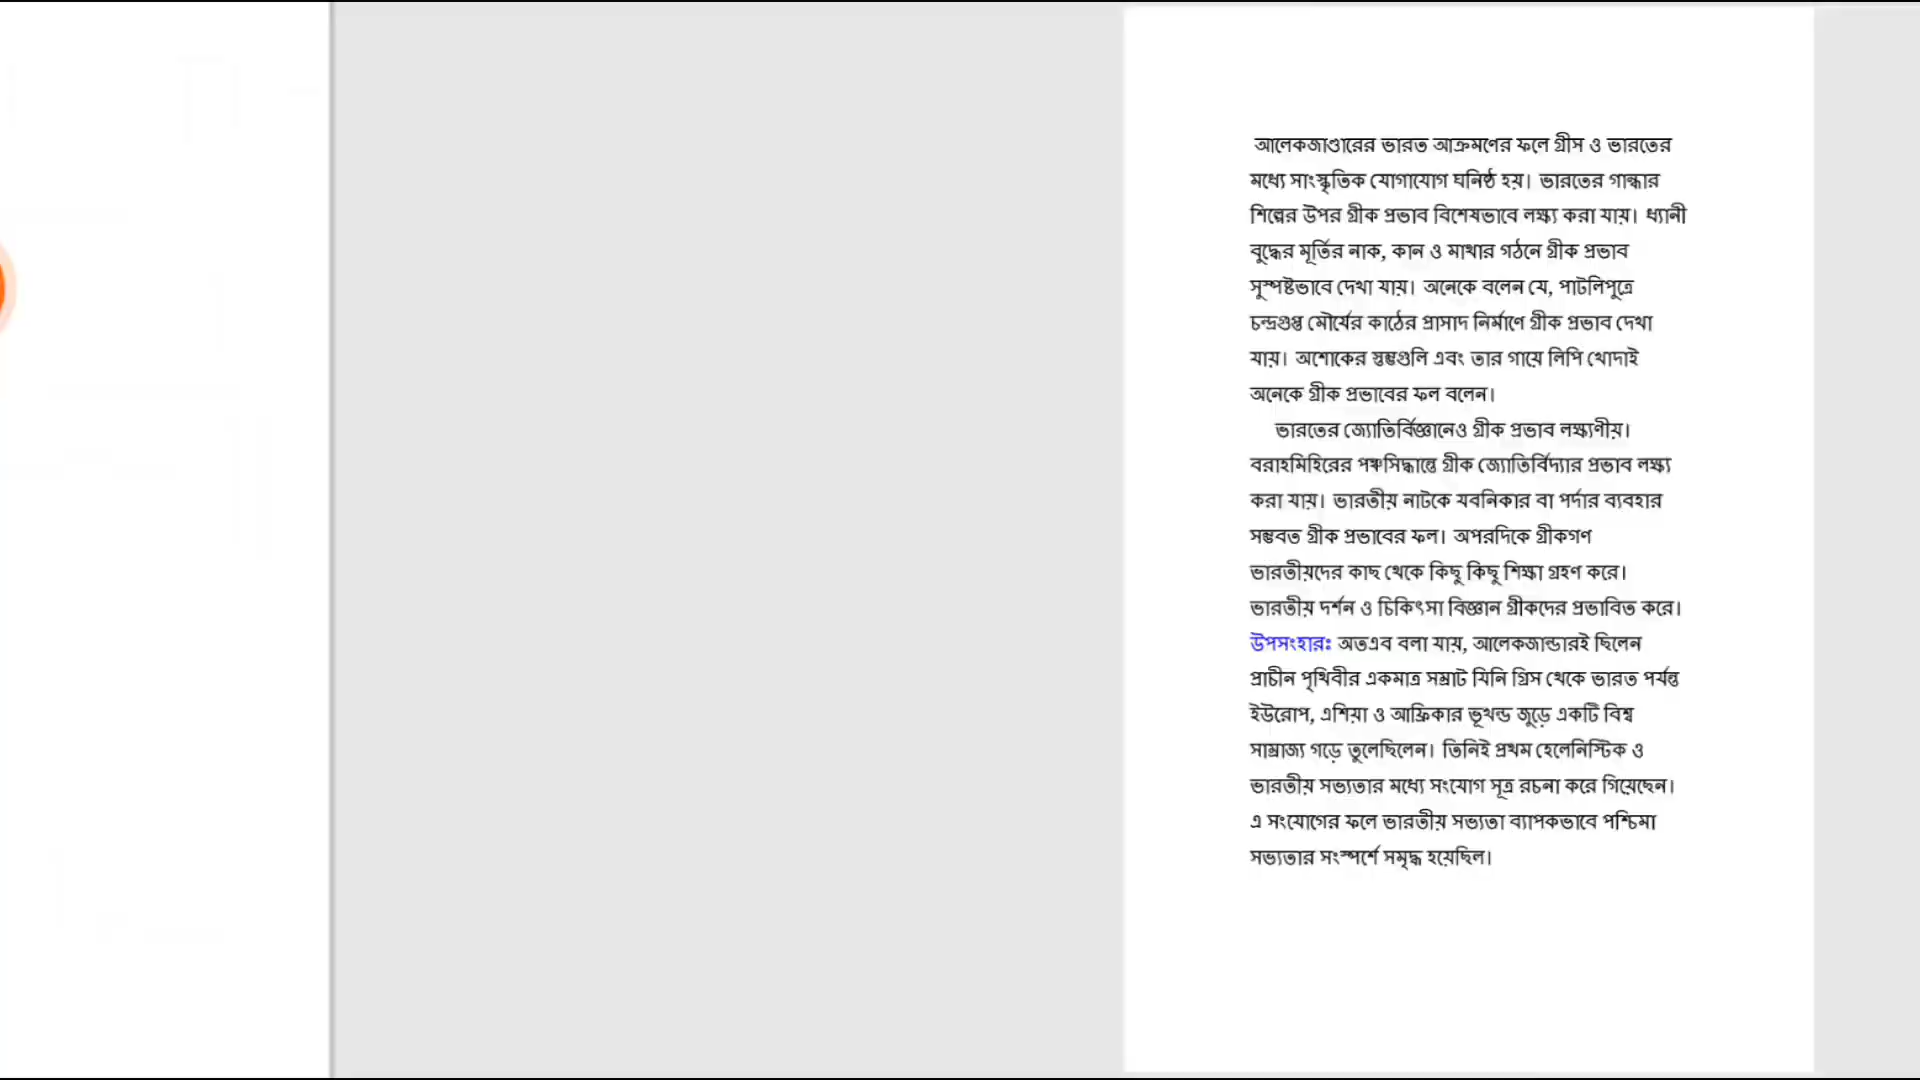 আলেকজাণ্ডারের ভারত আক্রমণের ফলে গ্রীস ও ভারতের
মধ্যে সাংস্কৃতিক যোগাযোগ ঘনিষ্ঠ হয়। ভারতের গান্ধার
শিল্পের উপর গ্রীক প্রভাব বিশেষভাবে লক্ষ্য করা যায়। ধ্যানী
বুদ্ধের মূর্তির নাক, কান ও মাথার গঠনে গ্রীক প্রভাব
সুস্পষ্টভাবে দেখা যায়। অনেকে বলেন যে, পাটলিপুত্রে
চন্দ্রগুপ্ত মৌর্যের কাঠের প্রাসাদ নির্মাণে গ্রীক প্রভাব দেখা
যায়। অশোকের স্তম্ভগুলি এবং তার গায়ে লিপি খোদাই
অনেকে গ্রীক প্রভাবের ফল বলেন।
ভারতের জ্যোতির্বিজ্ঞানেও গ্রীক প্রভাব লক্ষ্যণীয়।
বরাহমিহিরের পঞ্চসিদ্ধান্তে গ্রীক জ্যোতির্বিদ্যার প্রভাব লক্ষ্য
করা যায়। ভারতীয় নাটকে যবনিকার বা পর্দার ব্যবহার
সম্ভবত গ্রীক প্রভাবের ফল। অপরদিকে গ্রীকগণ
ভারতীয়দের কাছ থেকে কিছু কিছু শিক্ষা গ্রহণ করে।
ভারতীয় দর্শন ও চিকিৎসা বিজ্ঞান গ্রীকদের প্রভাবিত করে।
উপসংহারঃ অতএব বলা যায়, আলেকজান্ডারই ছিলেন
প্রাচীন পৃথিবীর একমাত্র সম্রাট যিনি গ্রিস থেকে ভারত পর্যন্ত
ইউরোপ, এশিয়া ও আফ্রিকার ভূখন্ড জুড়ে একটি বিশ্ব
সাম্রাজ্য গড়ে তুলেছিলেন। তিনিই প্রথম হেলেনিস্টিক ও
ভারতীয় সভ্যতার মধ্যে সংযোগ সূত্র রচনা করে গিয়েছেন।
এ সংযোগের ফলে ভারতীয় সভ্যতা ব্যাপকভাবে পশ্চিমা
সভ্যতার সংস্পর্শে সমৃদ্ধ হয়েছিল।